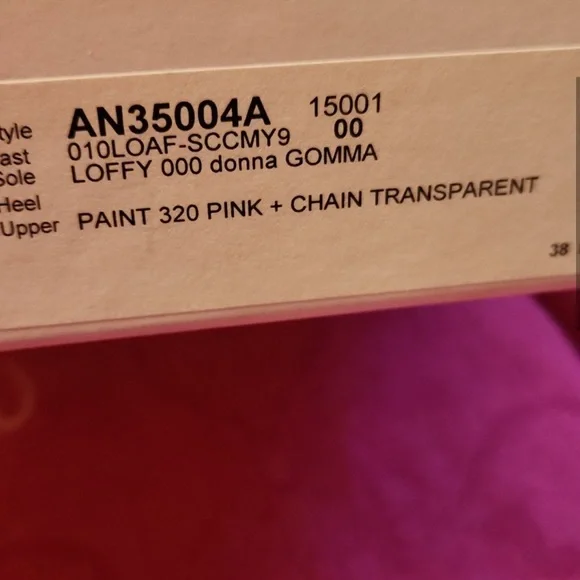 tyle AN35004A 15001
ast 010LOAF-SCCMY9 00
Sole LOFFY 000 donna GOMMA
Heel
Upper PAINT 320 PINK + CHAIN TRANSPARENT
38